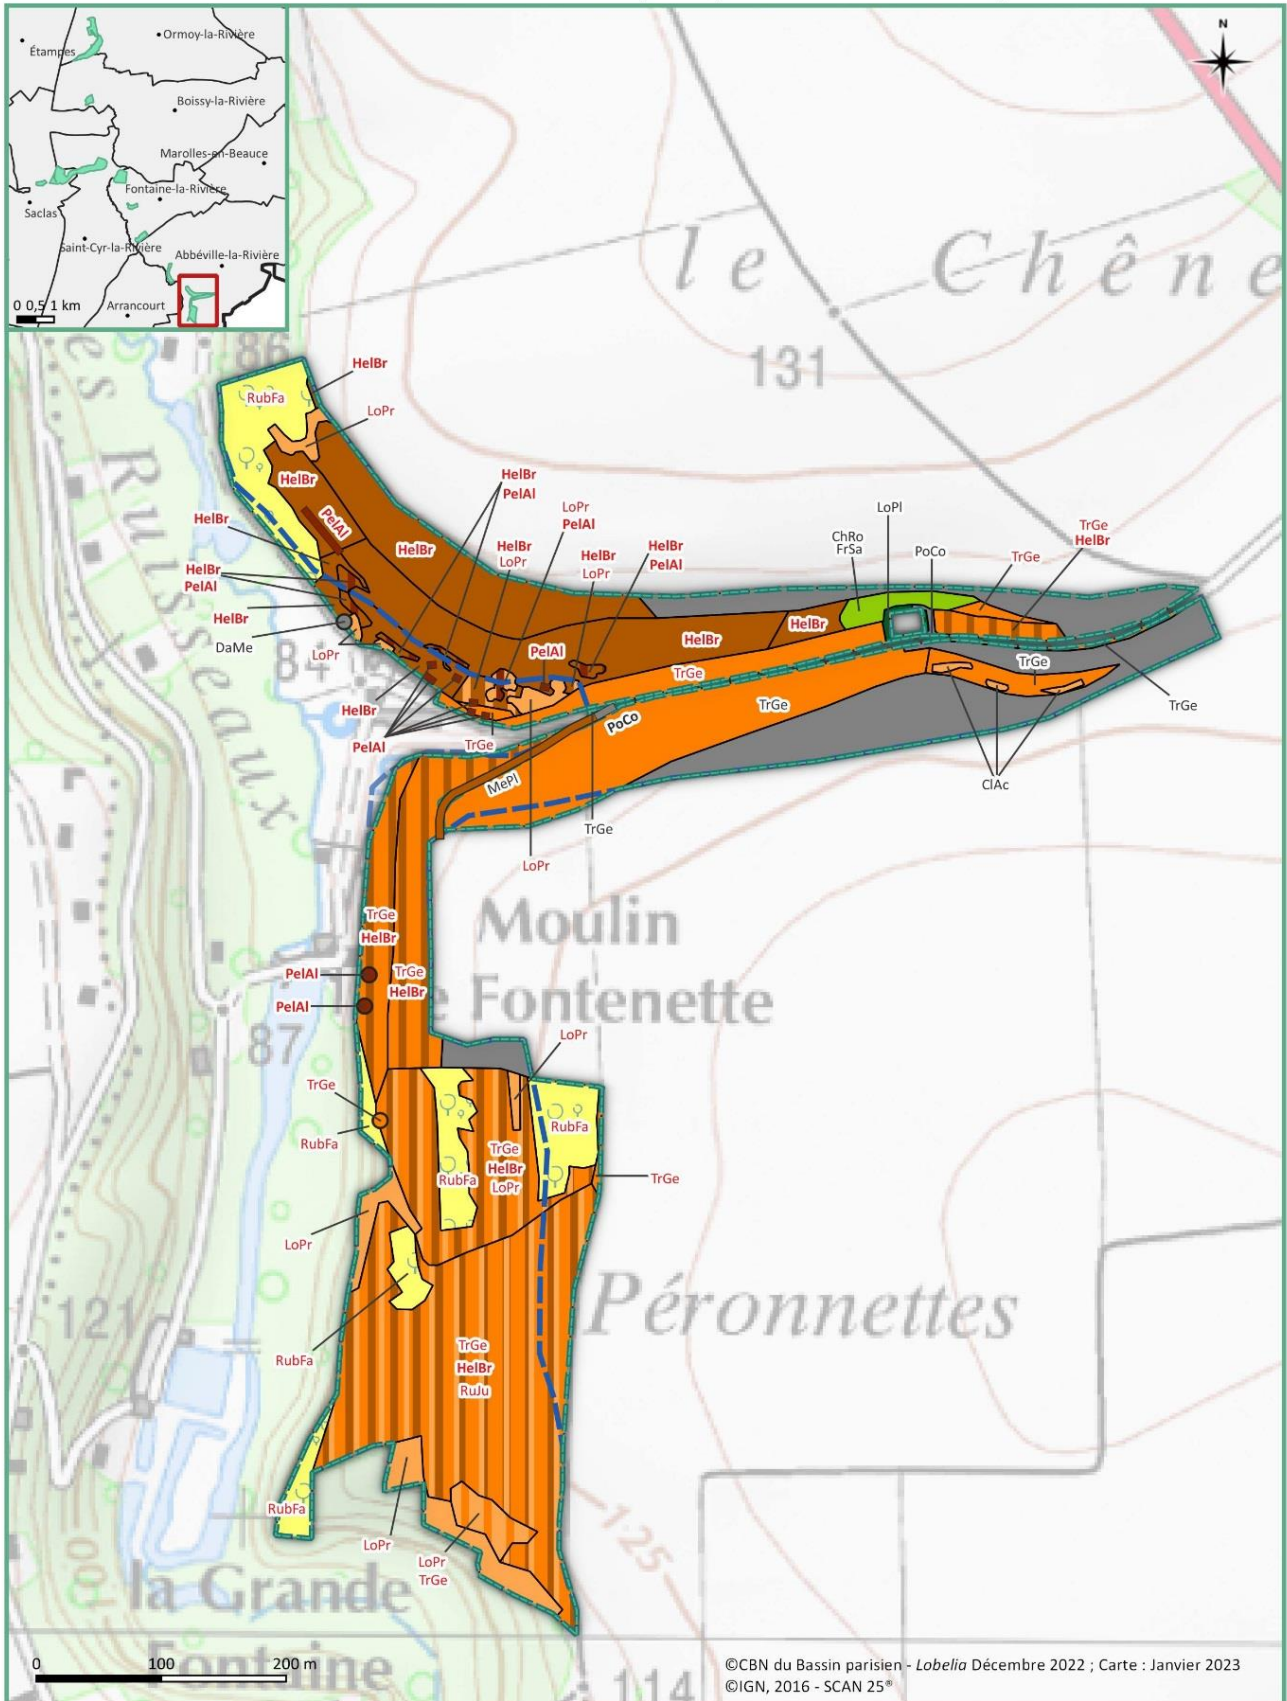 Étampes
Ormoy-la-Rivière
Boissy-la-Rivière
Marolles-en-Beauce
Fontaine-la-Rivière
Saclas
Saint-Cyr-la-Rivière
Abbéville-la-Rivière
Arrancourt
0 0,5 1 km
N
le Chêne
131
86
es Ruisseaux
RubFa
HelBr
LoPr
HelBr
HelBr
PelAl
LoPr
PelAl
HelBr
PelAl
HelBr
HelBr
LoPr
HelBr
LoPr
HelBr
PelAl
HelBr
PelAl
HelBr
DaMe
84
LoPr
HelBr
PelAl
PelAl
TrGe
LoPl
ChRo
FrSa
PoCo
TrGe
TrGe
HelBr
HelBr
HelBr
TrGe
TrGe
TrGe
TrGe
ClAc
PoCo
MePl
TrGe
LoPr
Moulin
e Fontenette
TrGe
HelBr
TrGe
HelBr
PelAl
PelAl
87
LoPr
TrGe
RubFa
RubFa
TrGe
HelBr
LoPr
RubFa
TrGe
LoPr
Péronnettes
121
RubFa
TrGe
HelBr
RuJu
RubFa
LoPr
LoPr
TrGe
125
100
la Grande
Fontaine
114
0 100 200 m
©CBN du Bassin parisien - Lobelia Décembre 2022 ; Carte : Janvier 2023
©IGN, 2016 - SCAN 25®